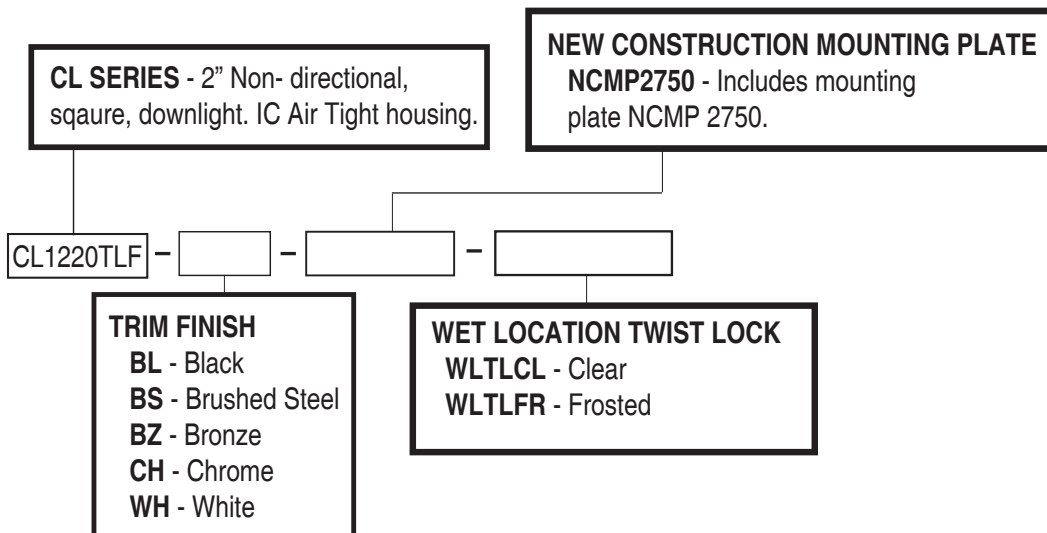 CL SERIES - 2” Non- directional,
sqaure, downlight. IC Air Tight housing.
NEW CONSTRUCTION MOUNTING PLATE
NCMP2750 - Includes mounting
plate NCMP 2750.
CL1220TLF – – –
TRIM FINISH
BL - Black
BS - Brushed Steel
BZ - Bronze
CH - Chrome
WH - White
WET LOCATION TWIST LOCK
WLTLCL - Clear
WLTLFR - Frosted